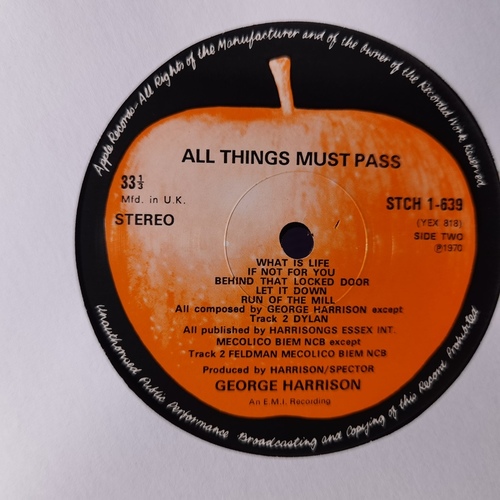 Apple Records - All Rights of the Manufacturer and of the Owner of the Recorded Work Reserved
ALL THINGS MUST PASS
33⅓
Mfd. in U.K.
STEREO
STCH 1-639
(YEX 818)
SIDE TWO
℗1970
WHAT IS LIFE
IF NOT FOR YOU
BEHIND THAT LOCKED DOOR
LET IT DOWN
RUN OF THE MILL
All composed by GEORGE HARRISON except
Track 2 DYLAN
All published by HARRISONGS ESSEX INT.
MECOLICO BIEM NCB except
Track 2 FELDMAN MECOLICO BIEM NCB
Produced by HARRISON/SPECTOR
GEORGE HARRISON
An E.M.I. Recording
Unauthorised Public Performance Broadcasting and Copying of this Record Prohibited